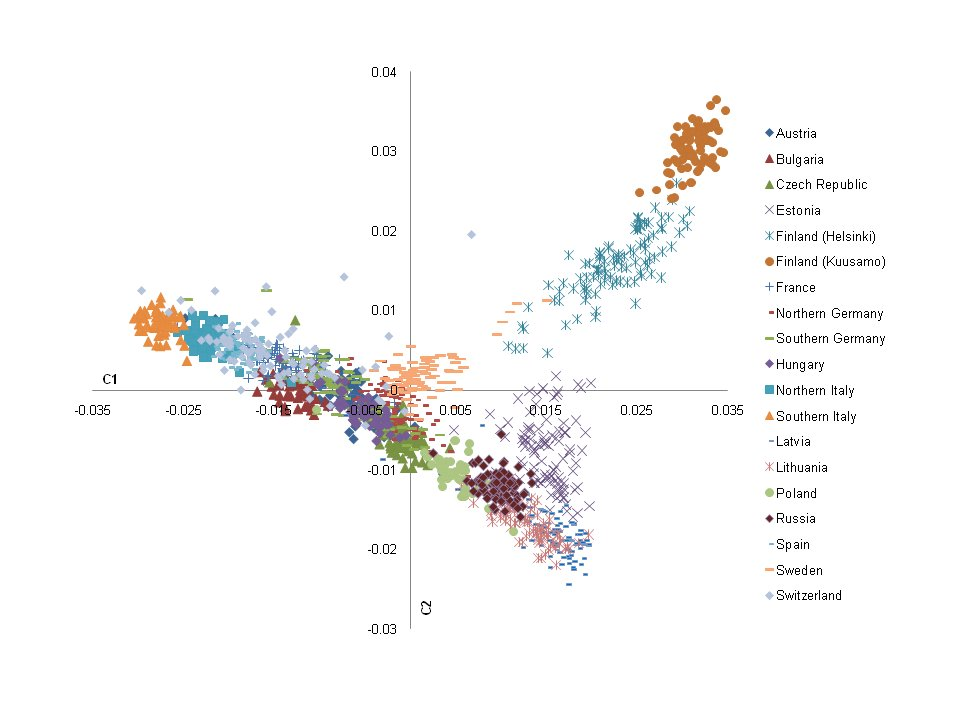 0.04
0.03
0.02
0.01
C1
0
-0.035
-0.025
-0.015
-0.005
0.005
0.015
0.025
0.035
-0.01
-0.02
-0.03
C2
Austria
Bulgaria
Czech Republic
Estonia
Finland (Helsinki)
Finland (Kuusamo)
France
Northern Germany
Southern Germany
Hungary
Northern Italy
Southern Italy
Latvia
Lithuania
Poland
Russia
Spain
Sweden
Switzerland